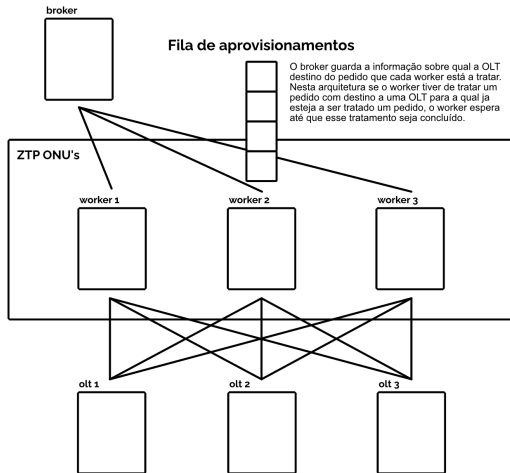 broker
Fila de aprovisionamentos
O broker guarda a informação sobre qual a OLT
destino do pedido que cada worker está a tratar.
Nesta arquitetura se o worker tiver de tratar um
pedido com destino a uma OLT para a qual ja
esteja a ser tratado um pedido, o worker espera
até que esse tratamento seja concluído.
ZTP ONU's
worker 1
worker 2
worker 3
olt 1
olt 2
olt 3